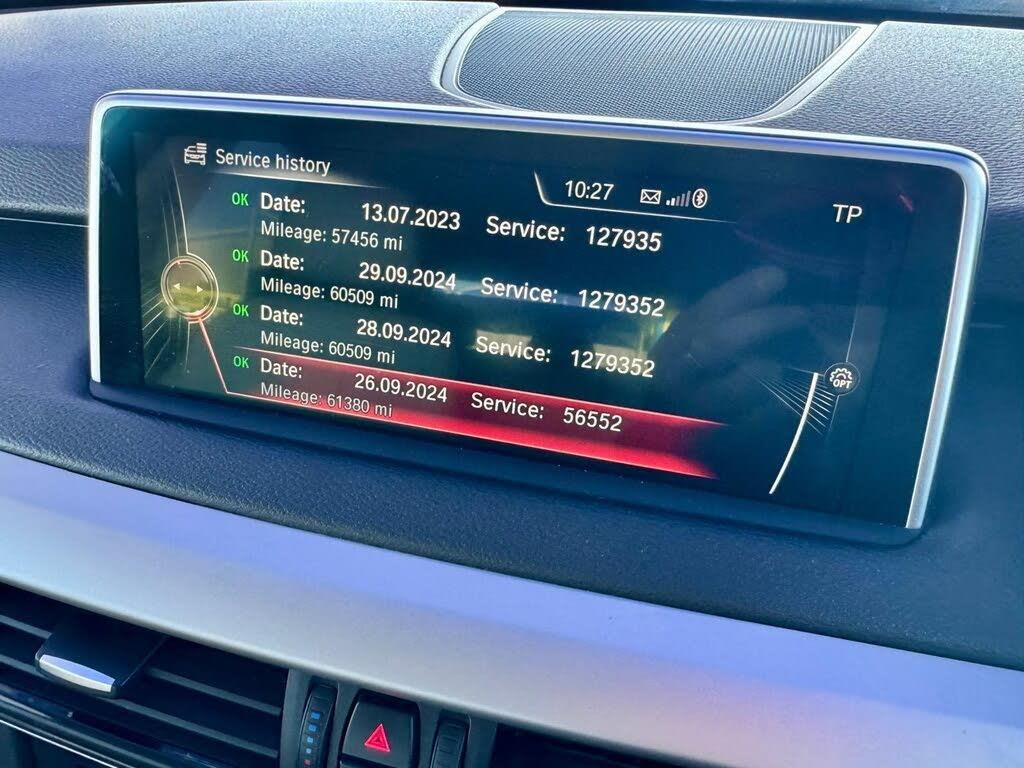 Service history
10:27
TP
OK Date: 13.07.2023 Service: 127935
Mileage: 57456 mi
OK Date: 29.09.2024 Service: 1279352
Mileage: 60509 mi
OK Date: 28.09.2024 Service: 1279352
Mileage: 60509 mi
OK Date: 26.09.2024 Service: 56552
Mileage: 61380 mi
OPT